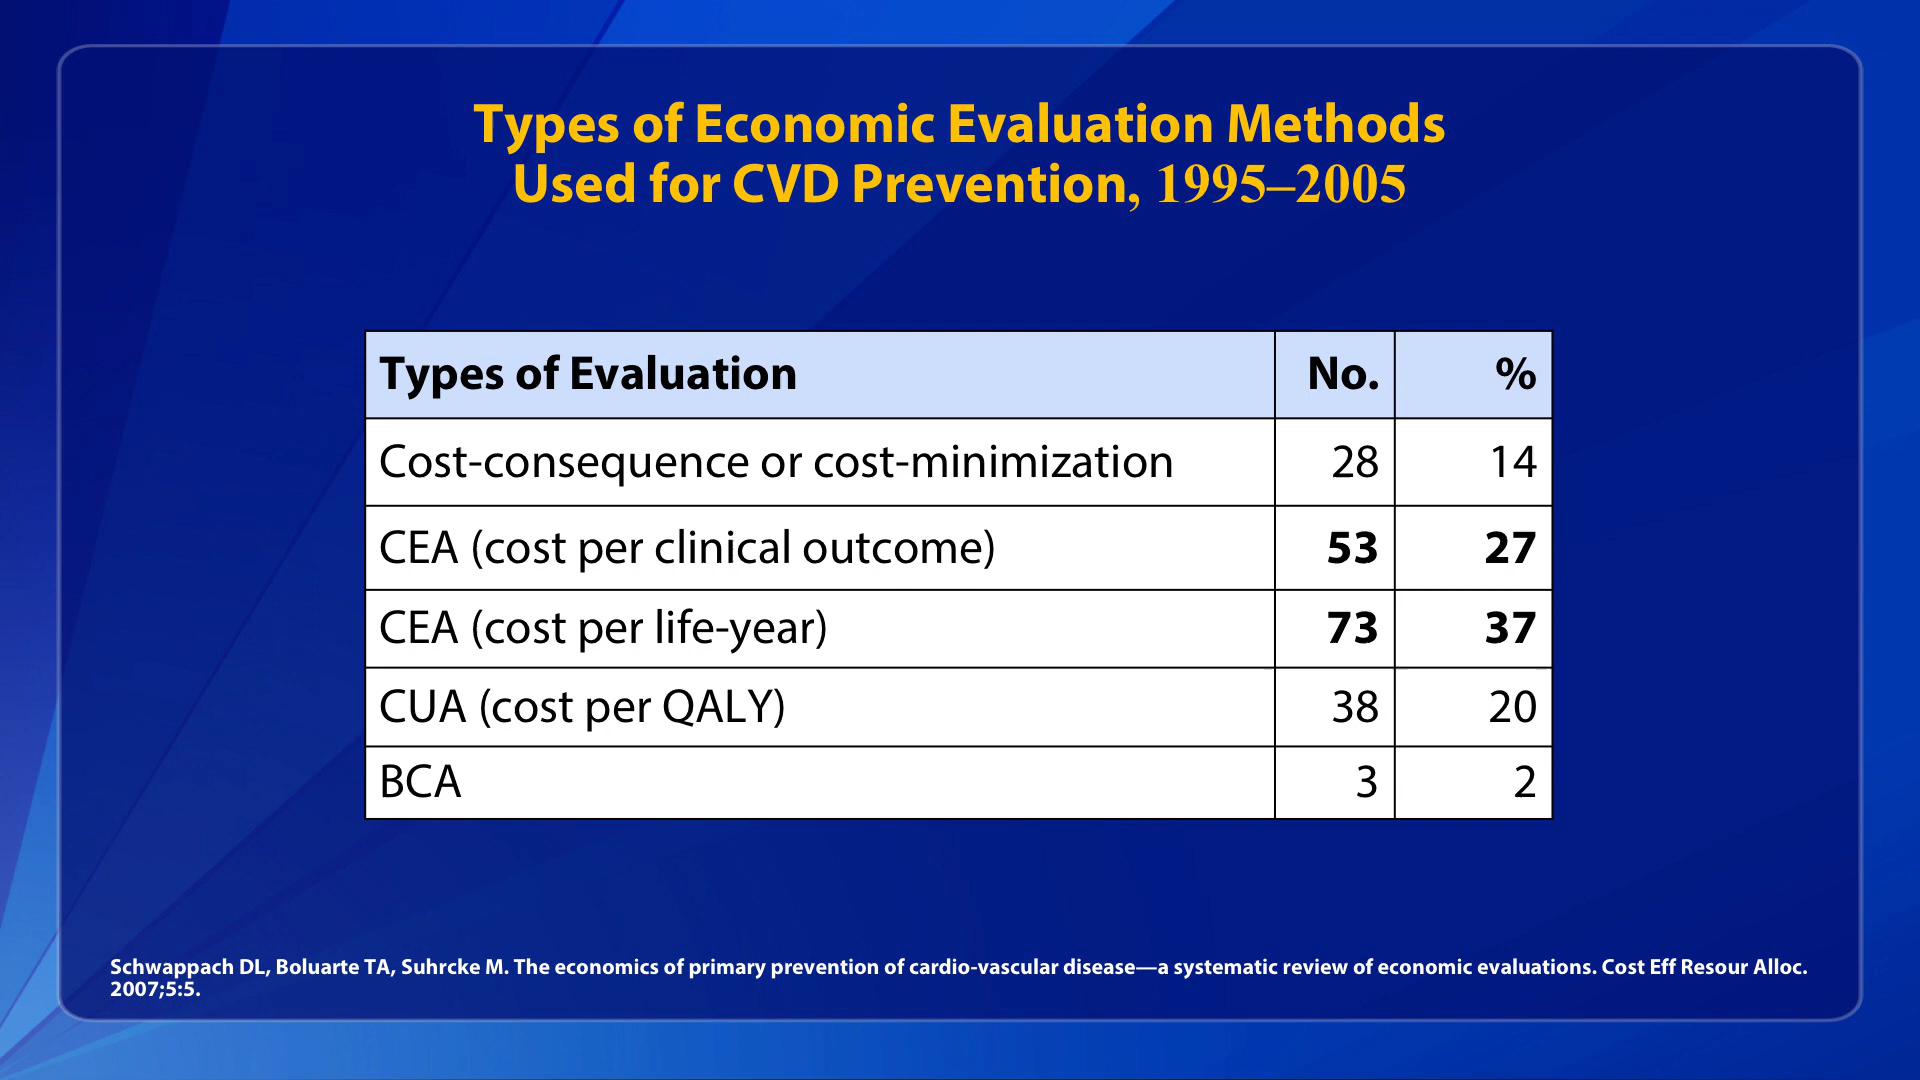 Types of Economic Evaluation Methods
Used for CVD Prevention, 1995–2005
Types of Evaluation No. %
Cost-consequence or cost-minimization 28 14
CEA (cost per clinical outcome) 53 27
CEA (cost per life-year) 73 37
CUA (cost per QALY) 38 20
BCA 3 2
Schwappach DL, Boluarte TA, Suhrcke M. The economics of primary prevention of cardio-vascular disease—a systematic review of economic evaluations. Cost Eff Resour Alloc.
2007;5:5.